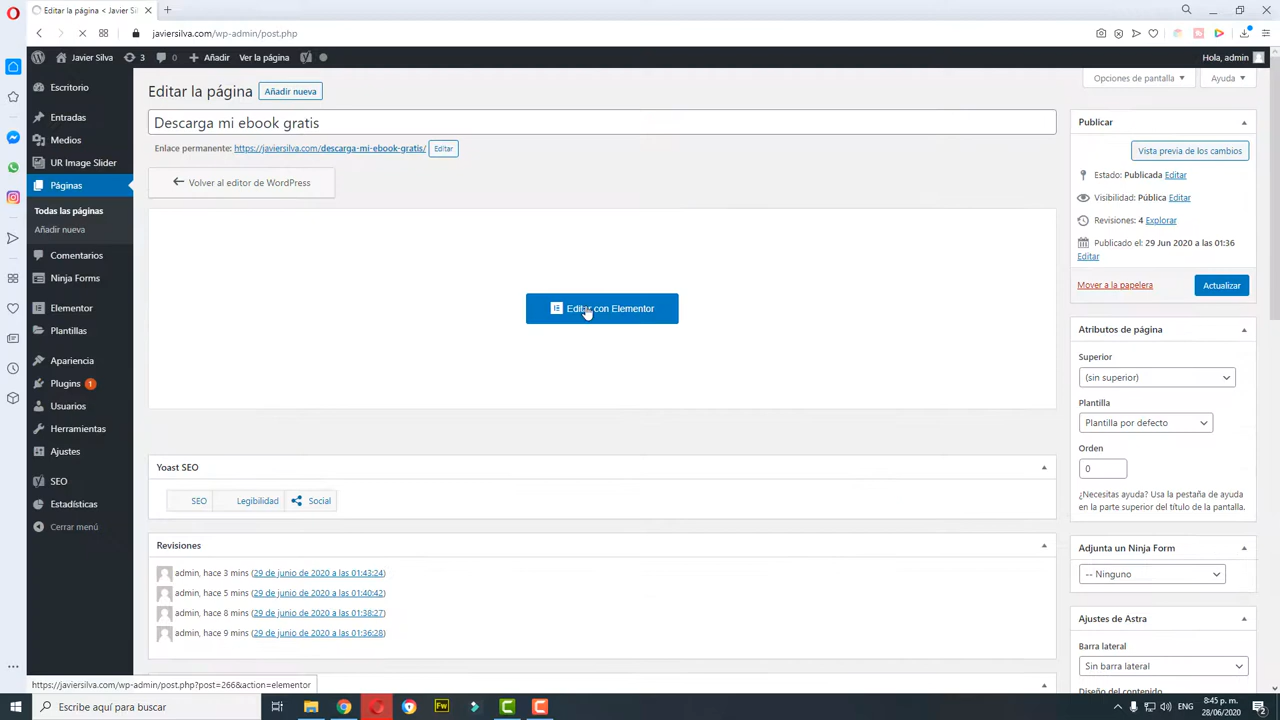 Editar la página < Javier Sil
javiersilva.com/wp-admin/post.php
Javier Silva
3
0
Añadir
Ver la página
Hola, admin
Escritorio
Entradas
Medios
UR Image Slider
Páginas
Todas las páginas
Añadir nueva
Comentarios
Ninja Forms
Elementor
Plantillas
Apariencia
Plugins 1
Usuarios
Herramientas
Ajustes
SEO
Estadísticas
Cerrar menú
Opciones de pantalla
Ayuda
Editar la página
Añadir nueva
Descarga mi ebook gratis
Enlace permanente: https://javiersilva.com/descarga-mi-ebook-gratis/ Editar
Volver al editor de WordPress
Editar con Elementor
Yoast SEO
SEO
Legibilidad
Social
Revisiones
admin, hace 3 mins (29 de junio de 2020 a las 01:43:24)
admin, hace 5 mins (29 de junio de 2020 a las 01:40:42)
admin, hace 8 mins (29 de junio de 2020 a las 01:38:27)
admin, hace 9 mins (29 de junio de 2020 a las 01:36:28)
Publicar
Vista previa de los cambios
Estado: Publicada Editar
Visibilidad: Pública Editar
Revisiones: 4 Explorar
Publicado el: 29 Jun 2020 a las 01:36
Editar
Mover a la papelera
Actualizar
Atributos de página
Superior
(sin superior)
Plantilla
Plantilla por defecto
Orden
0
¿Necesitas ayuda? Usa la pestaña de ayuda
en la parte superior del título de la pantalla.
Adjunta un Ninja Form
-- Ninguno
Ajustes de Astra
Barra lateral
Sin barra lateral
Diseño del contenido
https://javiersilva.com/wp-admin/post.php?post=266&action=elementor
Escribe aquí para buscar
Fw
ENG
8:45 p. m.
28/06/2020
2